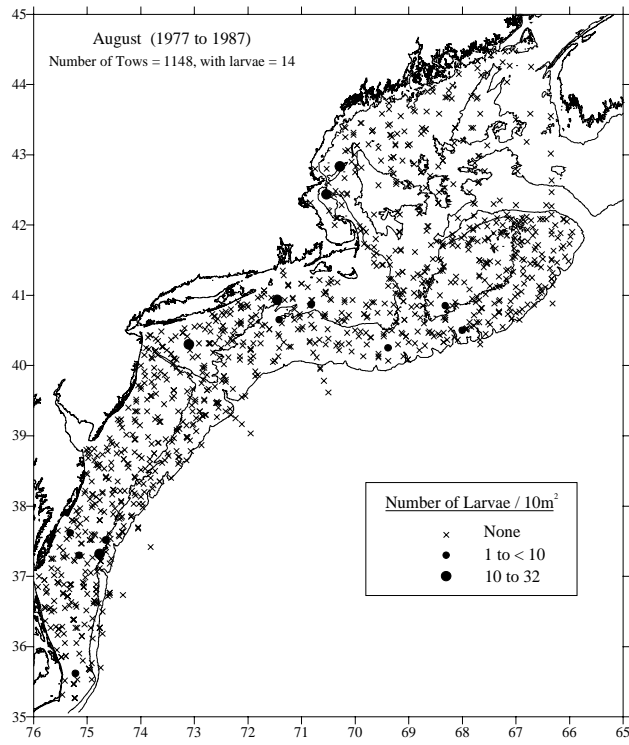 August (1977 to 1987)
Number of Tows = 1148, with larvae = 14
45
44
43
42
41
40
39
38
37
36
35
Number of Larvae / 10m²
None
1 to < 10
10 to 32
76 75 74 73 72 71 70 69 68 67 66 65